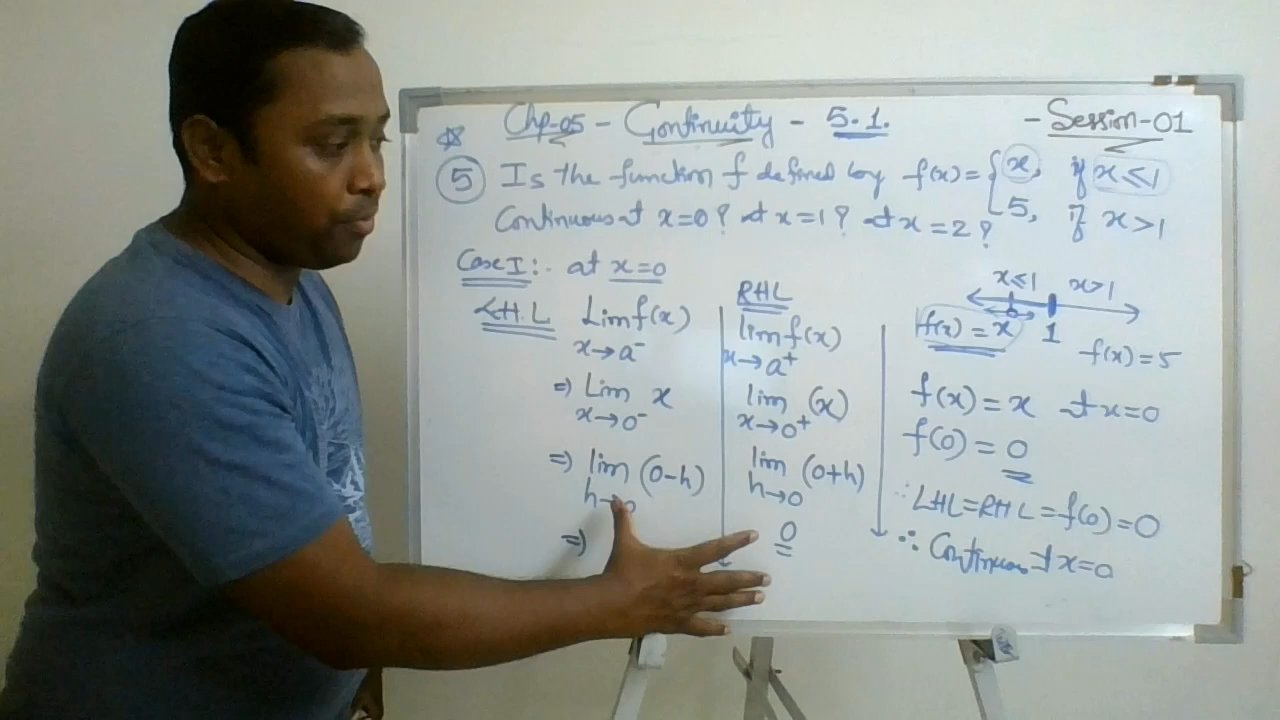 ☆ Chp-05 - Continuity - 5.1. - Session-01
⑤ Is the function f defined by f(x) = { x, if x ≤ 1
5, if x > 1
Continuous at x=0? at x=1? at x=2?
Case I:- at x=0
L.H.L Lim f(x)
x→a⁻
⇒ Lim x
x→0⁻
⇒ lim (0-h)
h→0
⇒
RHL
lim f(x)
x→a⁺
lim (x)
x→0⁺
lim (0+h)
h→0
0
x≤1 x>1
0 1
f(x) = x
f(x) = 5
f(x) = x at x=0
f(0) = 0
∴ LHL=RHL=f(0)=0
∴ Continuous at x=0